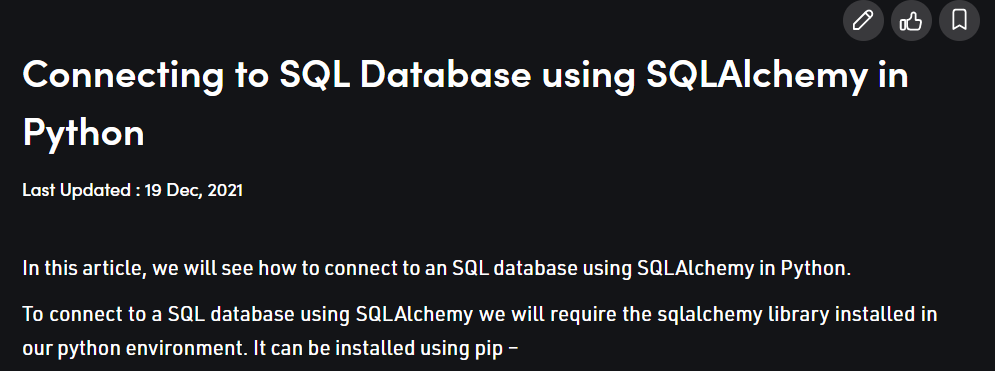 Connecting to SQL Database using SQLAlchemy in
Python
Last Updated : 19 Dec, 2021
In this article, we will see how to connect to an SQL database using SQLAlchemy in Python.
To connect to a SQL database using SQLAlchemy we will require the sqlalchemy library installed in
our python environment. It can be installed using pip –